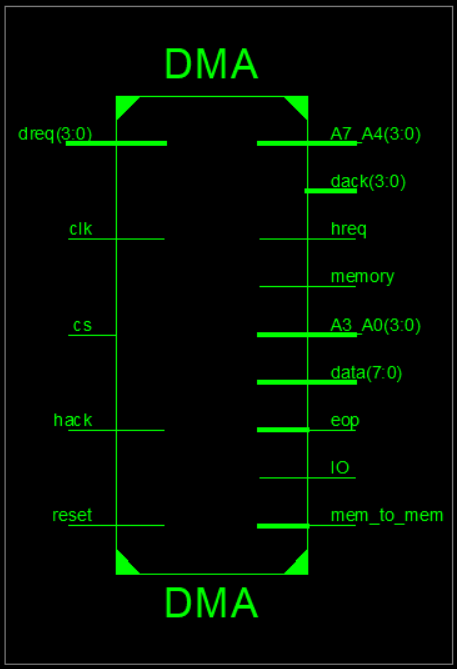 DMA
dreq(3:0)
A7_A4(3:0)
dack(3:0)
clk
hreq
memory
cs
A3_A0(3:0)
data(7:0)
hack
eop
IO
reset
mem_to_mem
DMA